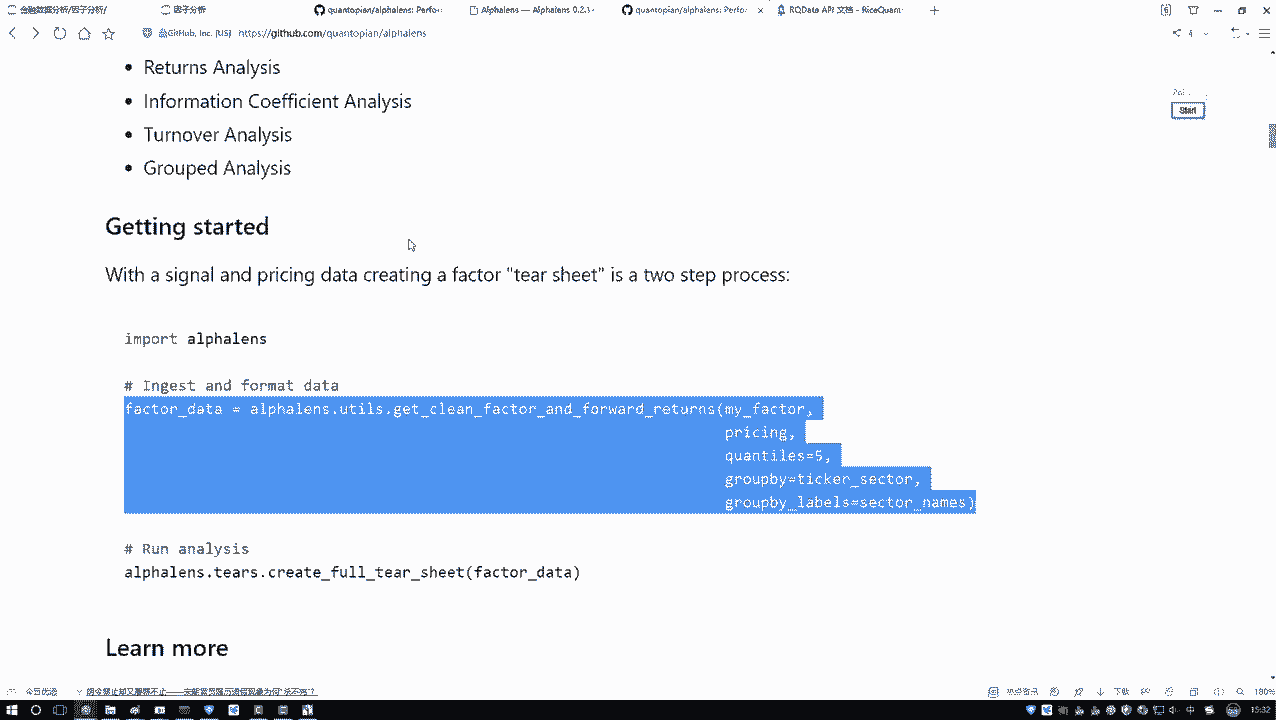 金融数据分析/因子分析/
因子分析
quantopian/alphalens: Perfo
Alphalens — Alphalens 0.2.1
quantopian/alphalens: Perfo
RQData API 文档 - RiceQuan
GitHub, Inc. [US]
https://github.com/quantopian/alphalens
Returns Analysis
Information Coefficient Analysis
Turnover Analysis
Grouped Analysis
Start
Getting started
With a signal and pricing data creating a factor "tear sheet" is a two step process:
import alphalens
# Ingest and format data
factor_data = alphalens.utils.get_clean_factor_and_forward_returns(my_factor,
pricing,
quantiles=5,
groupby=ticker_sector,
groupby_labels=sector_names)
# Run analysis
alphalens.tears.create_full_tear_sheet(factor_data)
Learn more
今日优选
下载
180%
中
15:32